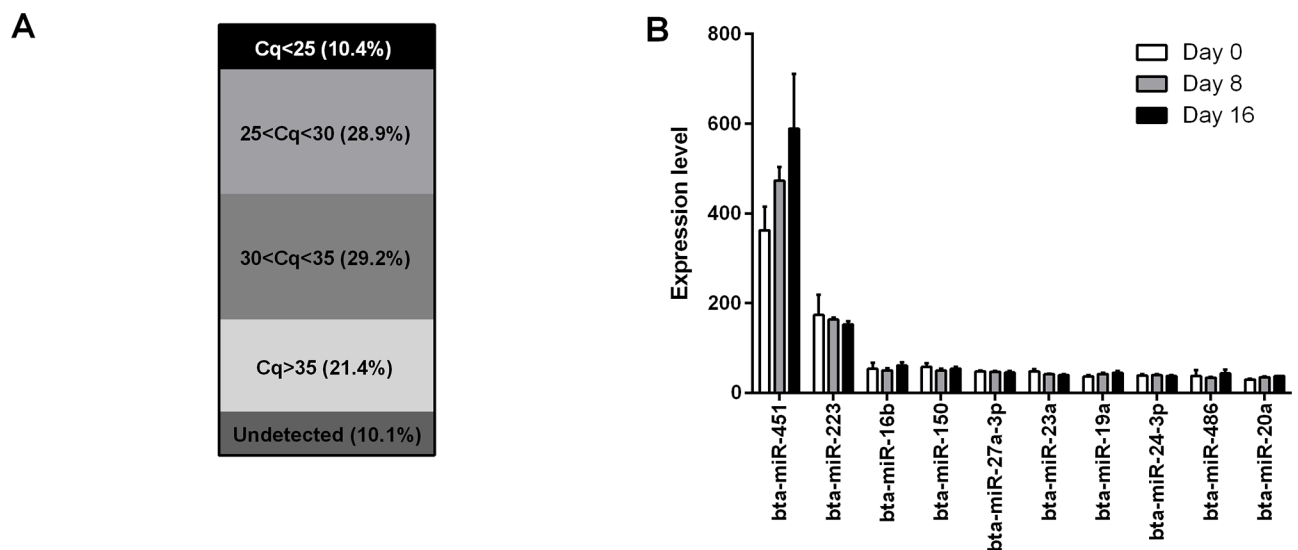 A
Cq<25 (10.4%)
25<Cq<30 (28.9%)
30<Cq<35 (29.2%)
Cq>35 (21.4%)
Undetected (10.1%)
B
Expression level
800
600
400
200
0
Day 0
Day 8
Day 16
bta-miR-451
bta-miR-223
bta-miR-16b
bta-miR-150
bta-miR-27a-3p
bta-miR-23a
bta-miR-19a
bta-miR-24-3p
bta-miR-486
bta-miR-20a